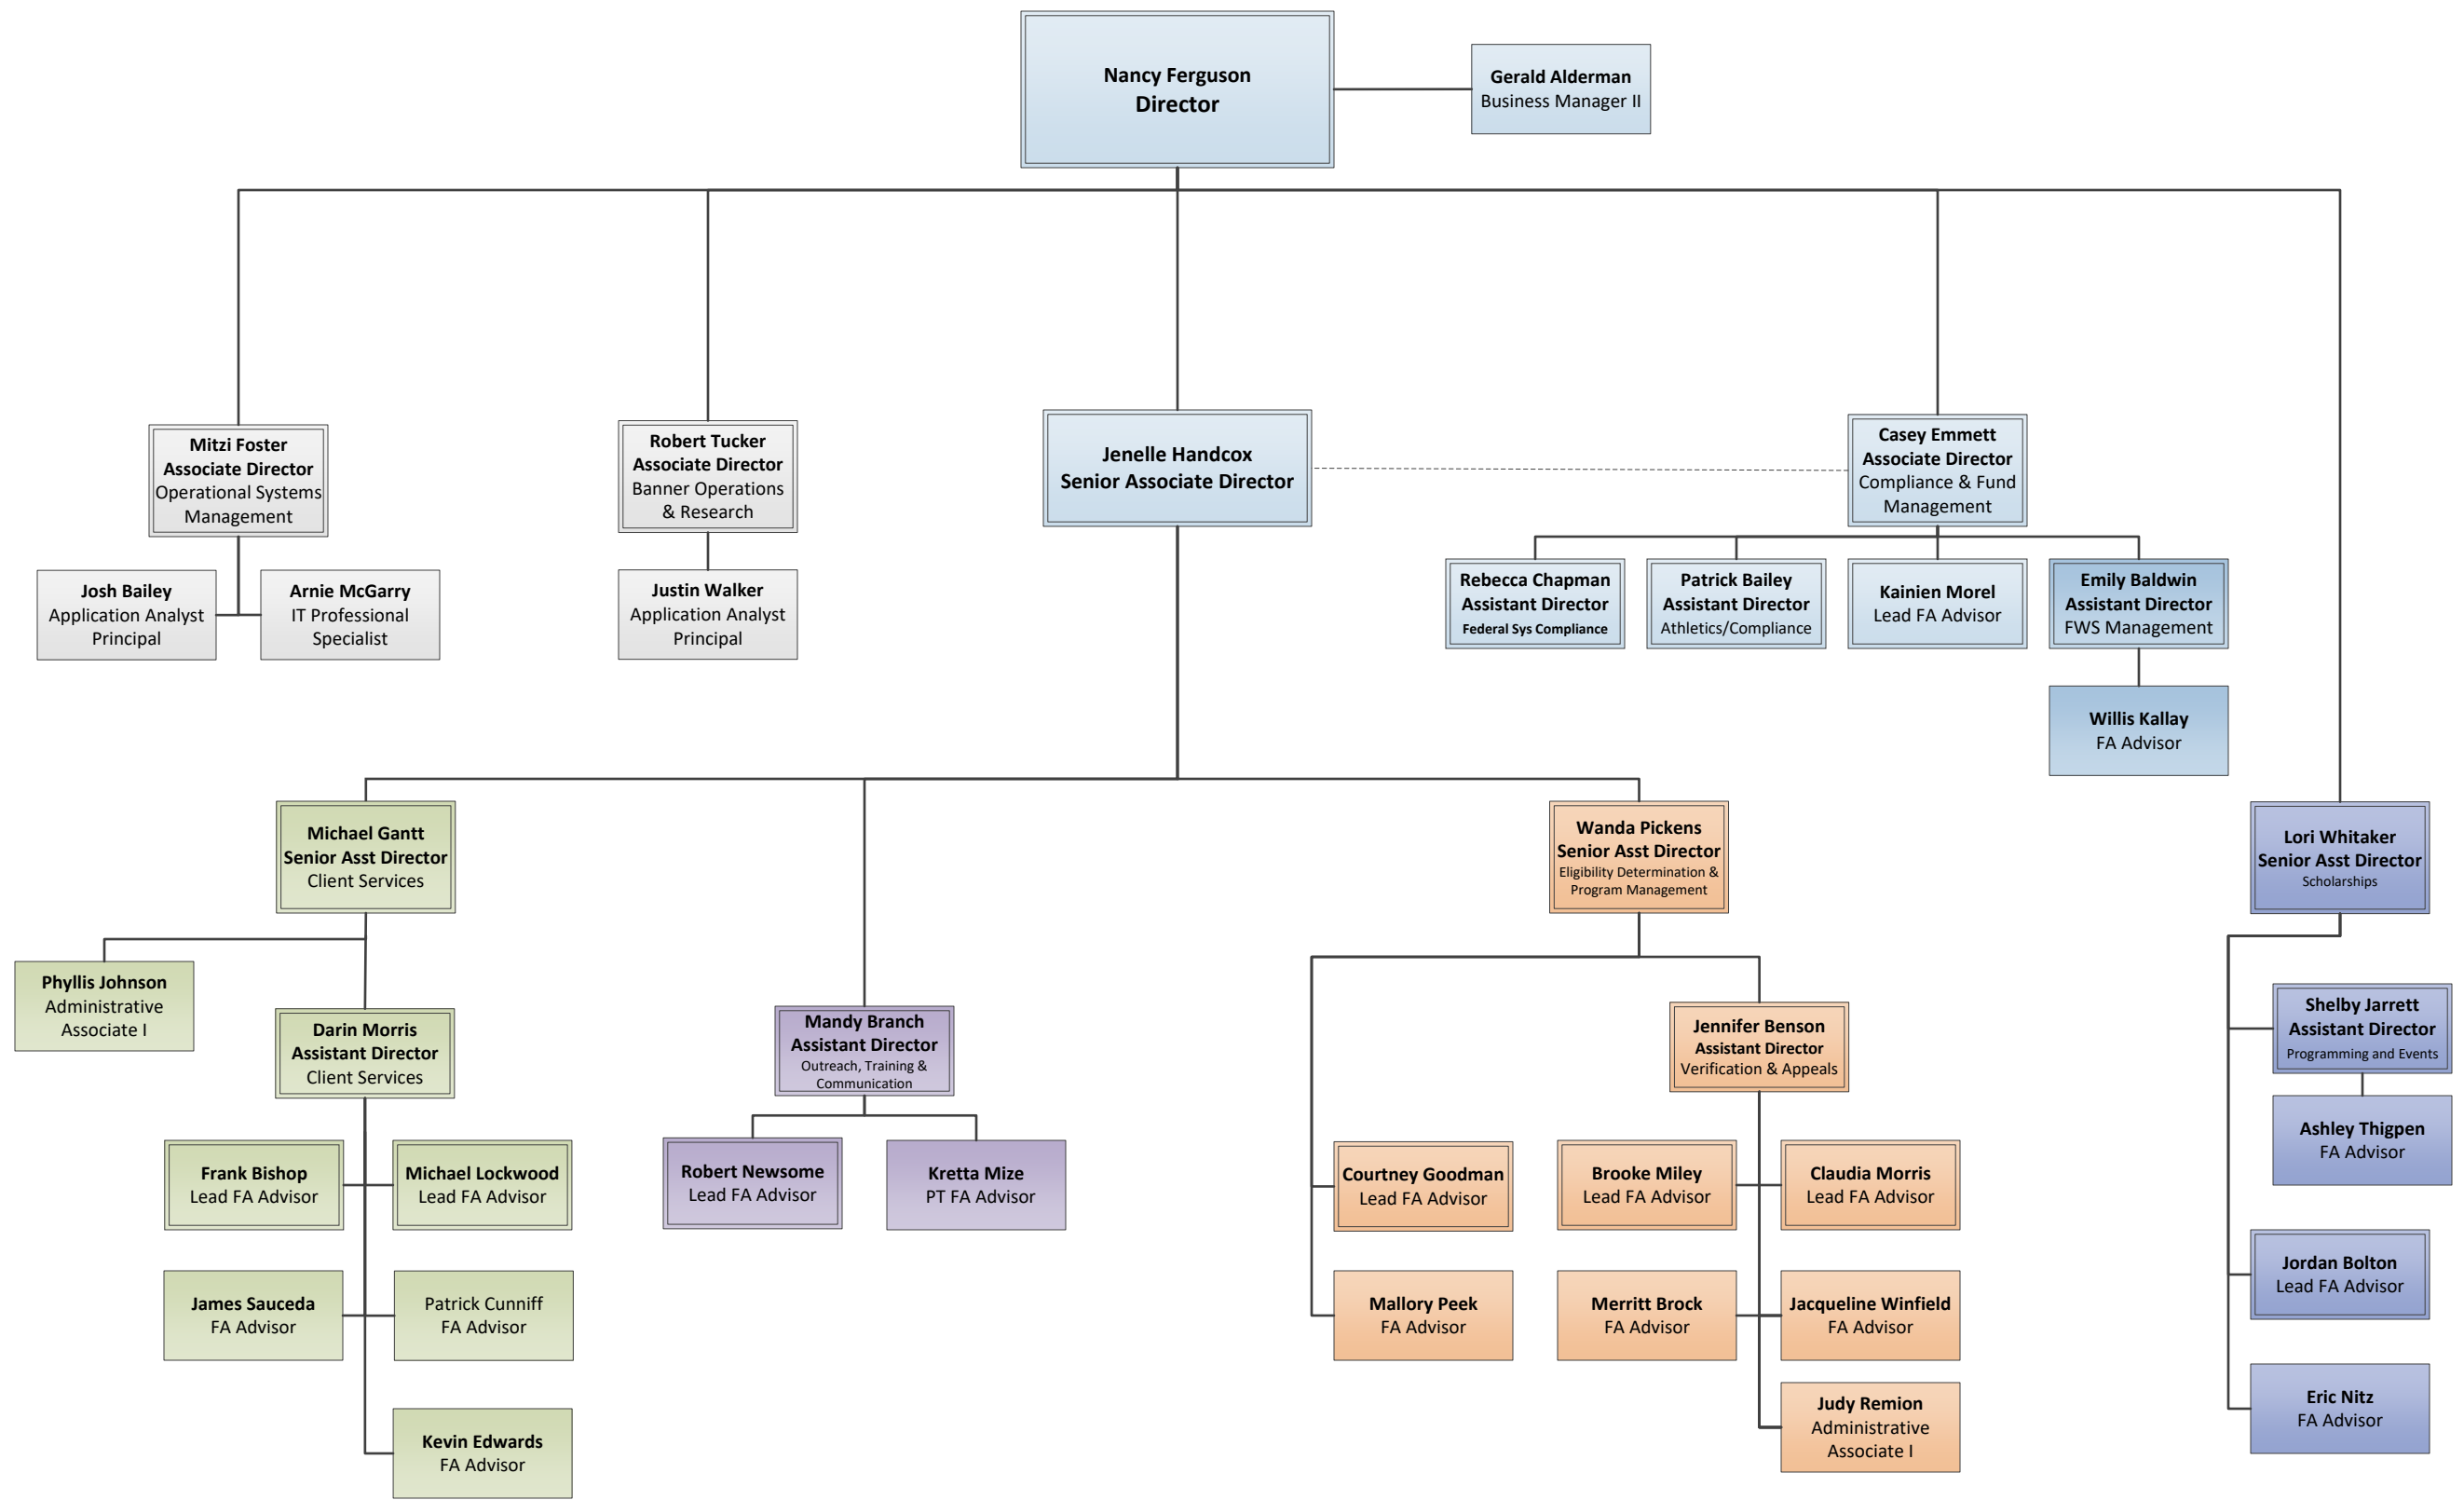 Nancy Ferguson
Director
Gerald Alderman
Business Manager II
Mitzi Foster
Associate Director
Operational Systems
Management
Robert Tucker
Associate Director
Banner Operations
& Research
Jenelle Handcox
Senior Associate Director
Casey Emmett
Associate Director
Compliance & Fund
Management
Josh Bailey
Application Analyst
Principal
Arnie McGarry
IT Professional
Specialist
Justin Walker
Application Analyst
Principal
Rebecca Chapman
Assistant Director
Federal Sys Compliance
Patrick Bailey
Assistant Director
Athletics/Compliance
Kainien Morel
Lead FA Advisor
Emily Baldwin
Assistant Director
FWS Management
Willis Kallay
FA Advisor
Michael Gantt
Senior Asst Director
Client Services
Wanda Pickens
Senior Asst Director
Eligibility Determination &
Program Management
Lori Whitaker
Senior Asst Director
Scholarships
Phyllis Johnson
Administrative
Associate I
Darin Morris
Assistant Director
Client Services
Mandy Branch
Assistant Director
Outreach, Training &
Communication
Jennifer Benson
Assistant Director
Verification & Appeals
Shelby Jarrett
Assistant Director
Programming and Events
Ashley Thigpen
FA Advisor
Frank Bishop
Lead FA Advisor
Michael Lockwood
Lead FA Advisor
Robert Newsome
Lead FA Advisor
Kretta Mize
PT FA Advisor
Courtney Goodman
Lead FA Advisor
Brooke Miley
Lead FA Advisor
Claudia Morris
Lead FA Advisor
Jordan Bolton
Lead FA Advisor
James Sauceda
FA Advisor
Patrick Cunniff
FA Advisor
Mallory Peek
FA Advisor
Merritt Brock
FA Advisor
Jacqueline Winfield
FA Advisor
Eric Nitz
FA Advisor
Kevin Edwards
FA Advisor
Judy Remion
Administrative
Associate I